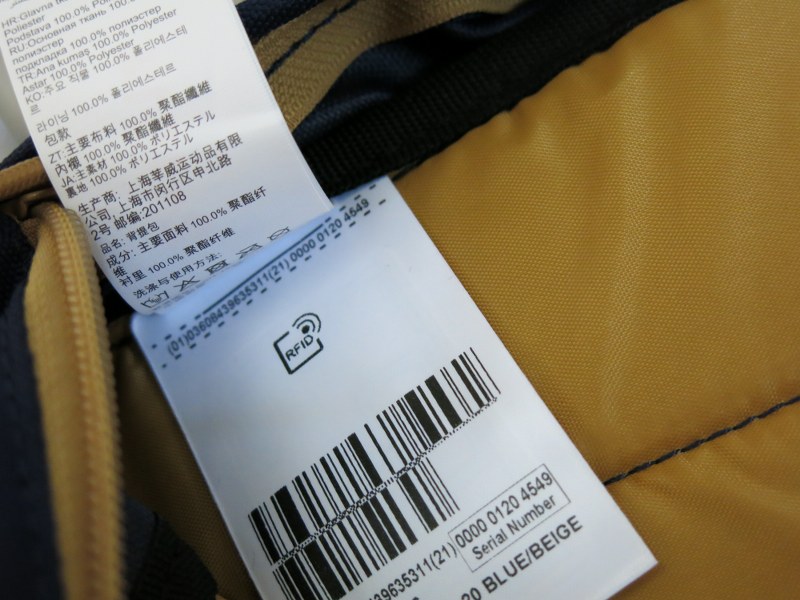 HR:Glavna
Poliester
Podstava 100.0%
RU:Основная ткань 100.0%
полиэстер
подкладка 100.0% полиэстер
TR:Ana kumaş 100.0% Polyester
Astar 100.0% Polyester
KO:주요 직물 100.0% 폴리에스테
르
라이닝 100.0% 폴리에스테르
包款
ZT:主要布料 100.0% 聚酯纖維
內襯 100.0% 聚酯纖維
JA:主素材 100.0% ポリエステル
裏地 100.0% ポリエステル
生产商: 上海莘威运动品有限
公司 上海市闵行区申北路
2号 邮编:201108
品名: 背提包
成分: 主要面料 100.0% 聚酯纤
维
衬里 100.0% 聚酯纤维
洗涤与使用方法:
(01)03608439635311(21) 0000 0120 4549
RFID
39635311(21) 0000 0120 4549
Serial Number
20 BLUE/BEIGE